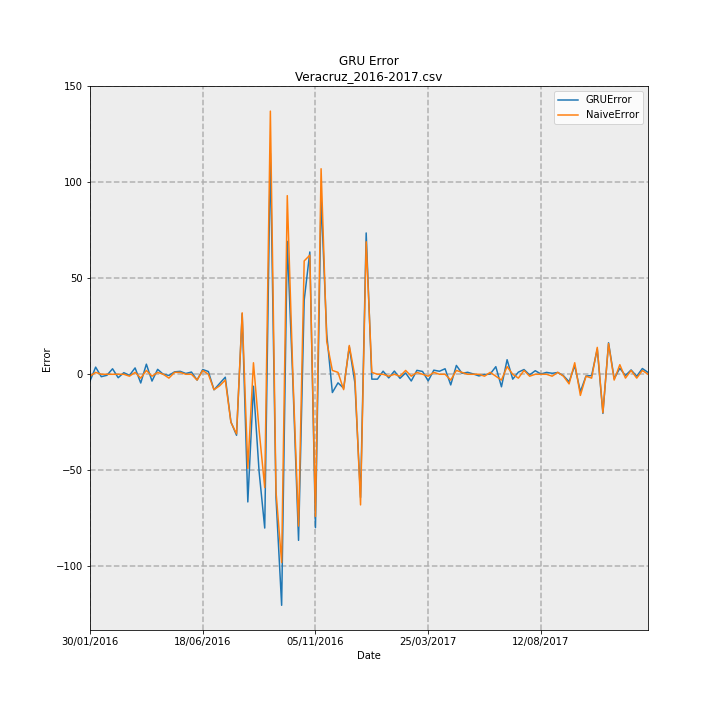 GRU Error
Veracruz_2016-2017.csv
GRUError
NaiveError
150
100
50
0
−50
−100
Error
30/01/2016
18/06/2016
05/11/2016
25/03/2017
12/08/2017
Date